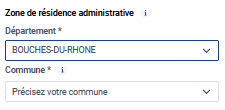 Zone de résidence administrative i
Département *
BOUCHES-DU-RHONE
Commune * i
Précisez votre commune